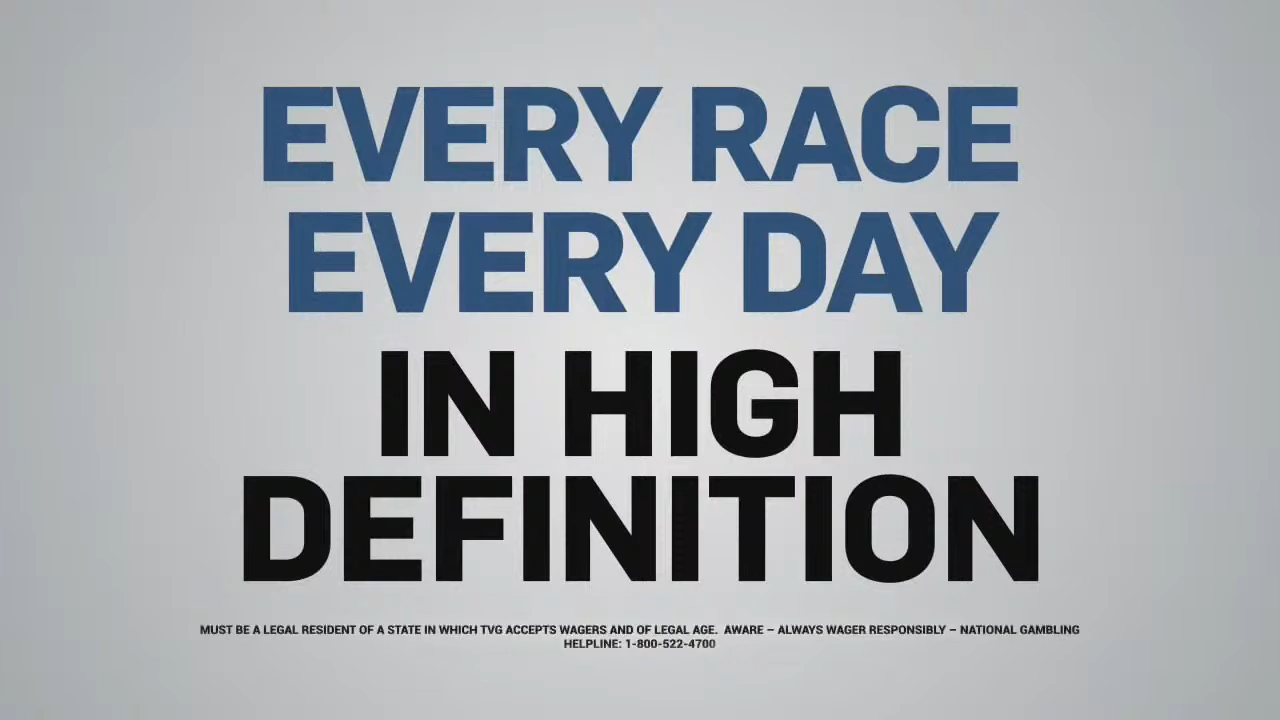 EVERY RACE
EVERY DAY
IN HIGH
DEFINITION
MUST BE A LEGAL RESIDENT OF A STATE IN WHICH TVG ACCEPTS WAGERS AND OF LEGAL AGE.  AWARE – ALWAYS WAGER RESPONSIBLY – NATIONAL GAMBLING
HELPLINE: 1-800-522-4700